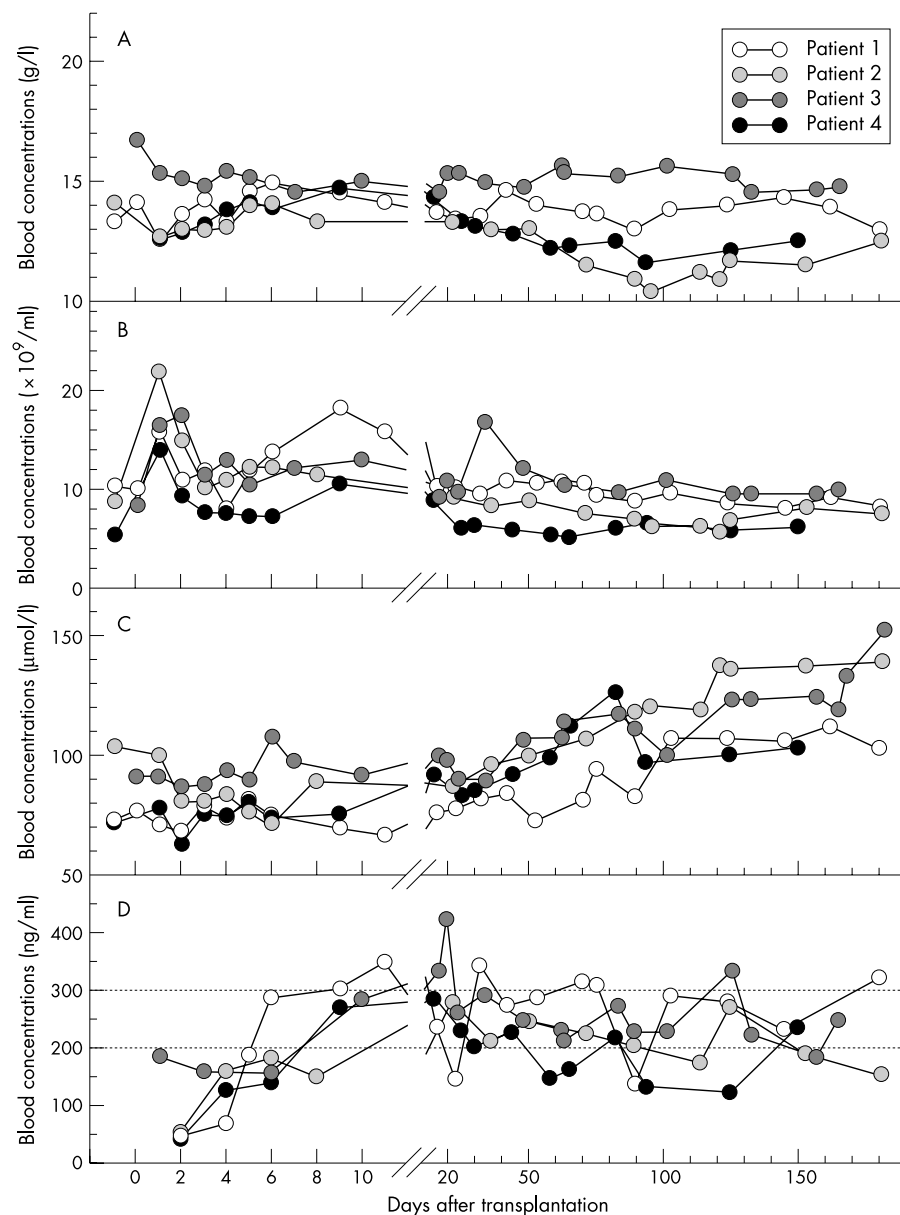 A
Blood concentrations (g/l)
20
15
10
Patient 1
Patient 2
Patient 3
Patient 4
B
Blood concentrations (× 10⁹/ml)
20
10
0
C
Blood concentrations (µmol/l)
150
100
50
D
Blood concentrations (ng/ml)
400
300
200
100
0
0 2 4 6 8 10 20 50 100 150
Days after transplantation